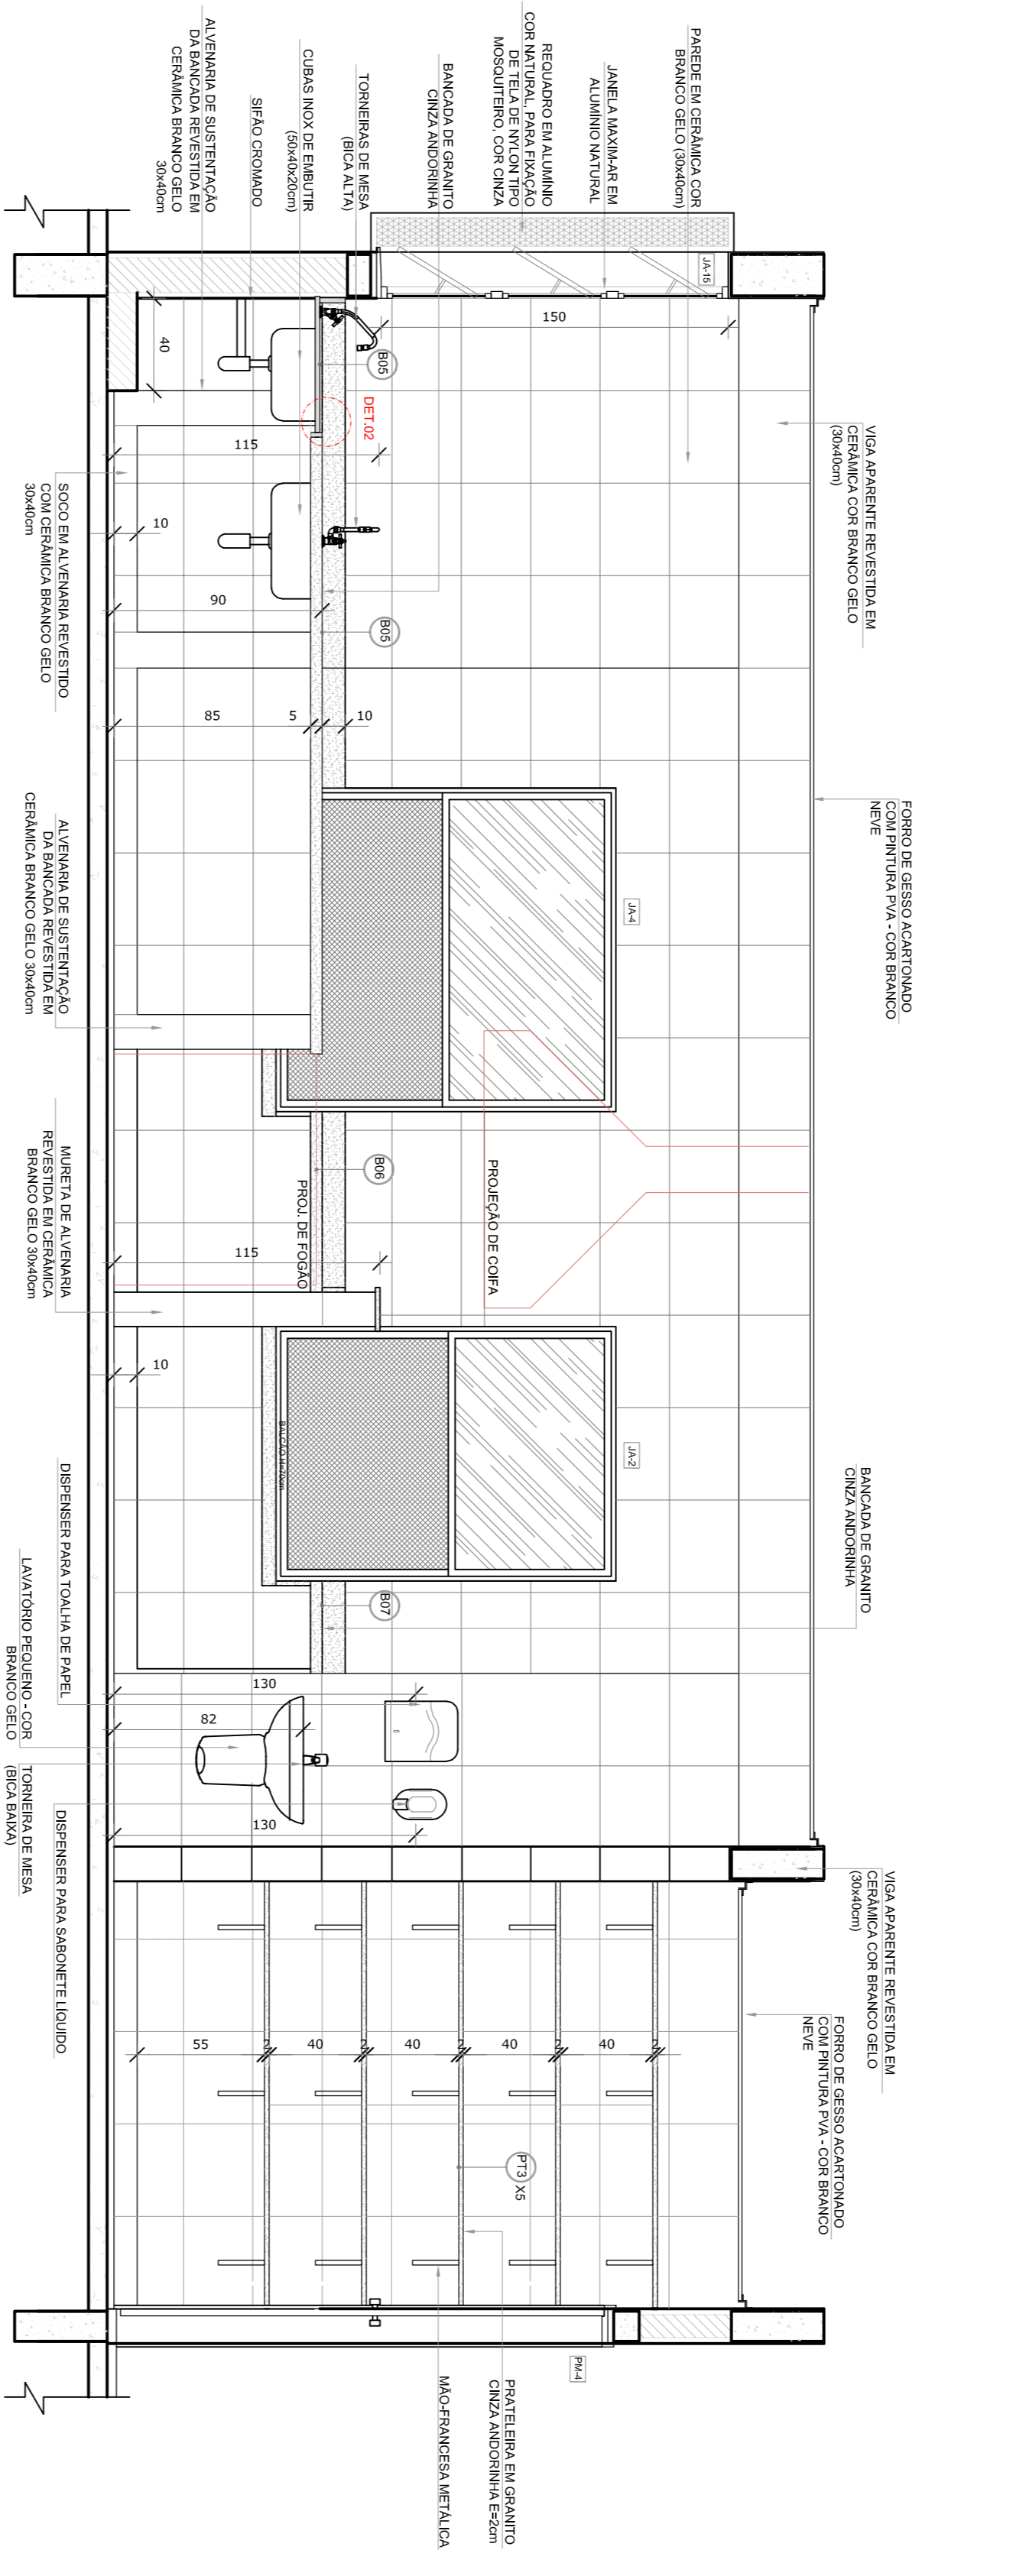 PAREDE EM CERÂMICA COR
BRANCO GELO (30x40cm)
JANELA MAXIM-AR EM
ALUMÍNIO NATURAL
REQUADRO EM ALUMÍNIO
COR NATURAL, PARA FIXAÇÃO
DE TELA DE NYLON TIPO
MOSQUITEIRO, COR CINZA
BANCADA DE GRANITO
CINZA ANDORINHA
TORNEIRAS DE MESA
(BICA ALTA)
CUBAS INOX DE EMBUTIR
(50x40x20cm)
SIFÃO CROMADO
ALVENARIA DE SUSTENTAÇÃO
DA BANCADA REVESTIDA EM
CERÂMICA BRANCO GELO
30x40cm
VIGA APARENTE REVESTIDA EM
CERÂMICA COR BRANCO GELO
(30x40cm)
FORRO DE GESSO ACARTONADO
COM PINTURA PVA - COR BRANCO
NEVE
BANCADA DE GRANITO
CINZA ANDORINHA
VIGA APARENTE REVESTIDA EM
CERÂMICA COR BRANCO GELO
(30x40cm)
FORRO DE GESSO ACARTONADO
COM PINTURA PVA - COR BRANCO
NEVE
JA-15
150
40
B05
DET.02
115
10
90
B05
85
5
10
JA-4
PROJEÇÃO DE COIFA
B06
PROJ. DE FOGÃO
115
10
JA-2
BALCÃO H=70cm
B07
130
82
130
55
2
40
2
40
2
40
2
40
2
PT3
X5
PM-4
PRATELEIRA EM GRANITO
CINZA ANDORINHA E=2cm
MÃO-FRANCESA METÁLICA
SOCO EM ALVENARIA REVESTIDO
COM CERÂMICA BRANCO GELO
30x40cm
ALVENARIA DE SUSTENTAÇÃO
DA BANCADA REVESTIDA EM
CERÂMICA BRANCO GELO 30x40cm
MURETA DE ALVENARIA
REVESTIDA EM CERÂMICA
BRANCO GELO 30x40cm
DISPENSER PARA TOALHA DE PAPEL
LAVATÓRIO PEQUENO - COR
BRANCO GELO
TORNEIRA DE MESA
(BICA BAIXA)
DISPENSER PARA SABONETE LÍQUIDO